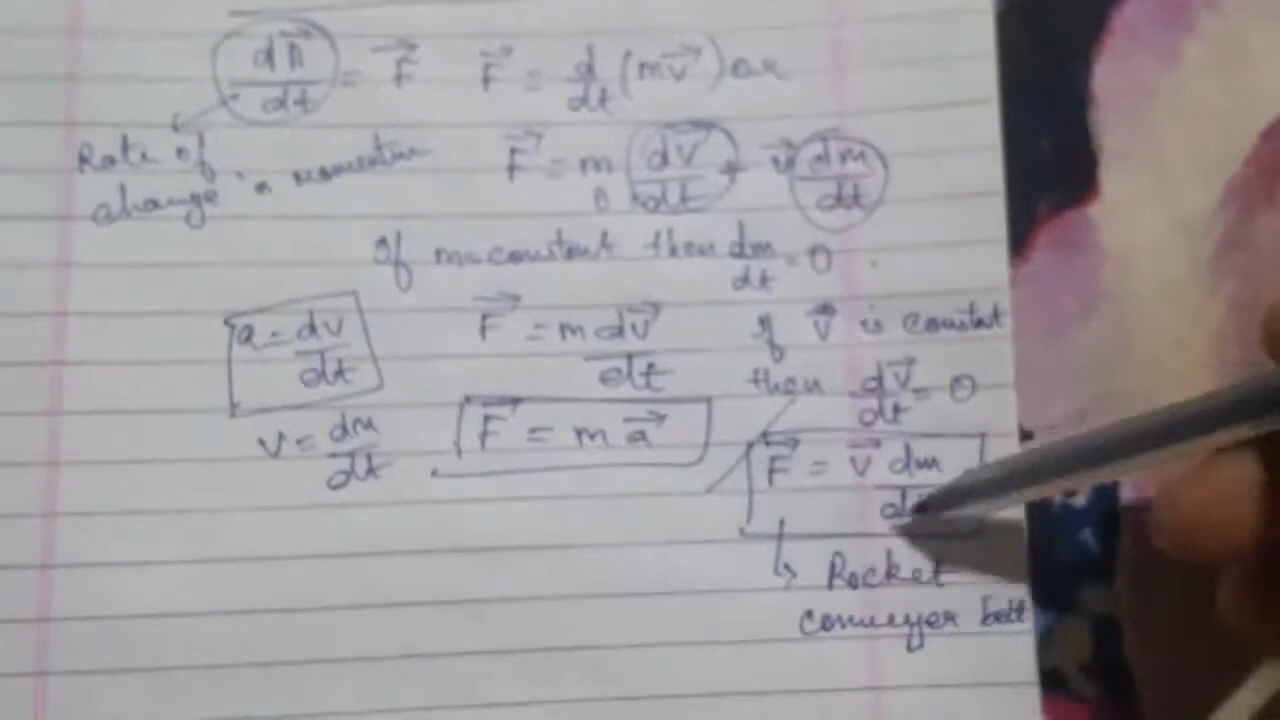 dP/dt = F F = d/dt (mv) or
Rate of change in momentum
F = m dv/dt + v dm/dt
If m=constant then dm/dt = 0.
a = dv/dt F = m dv/dt If v is constant
then dv/dt = 0
v = dm/dt F = ma
F = v dm/dt
↳ Rocket
conveyer belt